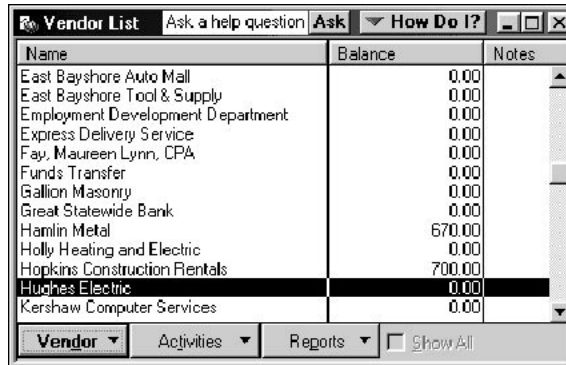 Vendor List Ask a help question Ask How Do I?
Name Balance Notes
East Bayshore Auto Mall 0.00
East Bayshore Tool & Supply 0.00
Employment Development Department 0.00
Express Delivery Service 0.00
Fay, Maureen Lynn, CPA 0.00
Funds Transfer 0.00
Gallion Masonry 0.00
Great Statewide Bank 0.00
Hamlin Metal 670.00
Holly Heating and Electric 0.00
Hopkins Construction Rentals 700.00
Hughes Electric 0.00
Kershaw Computer Services 0.00
Vendor Activities Reports Show All